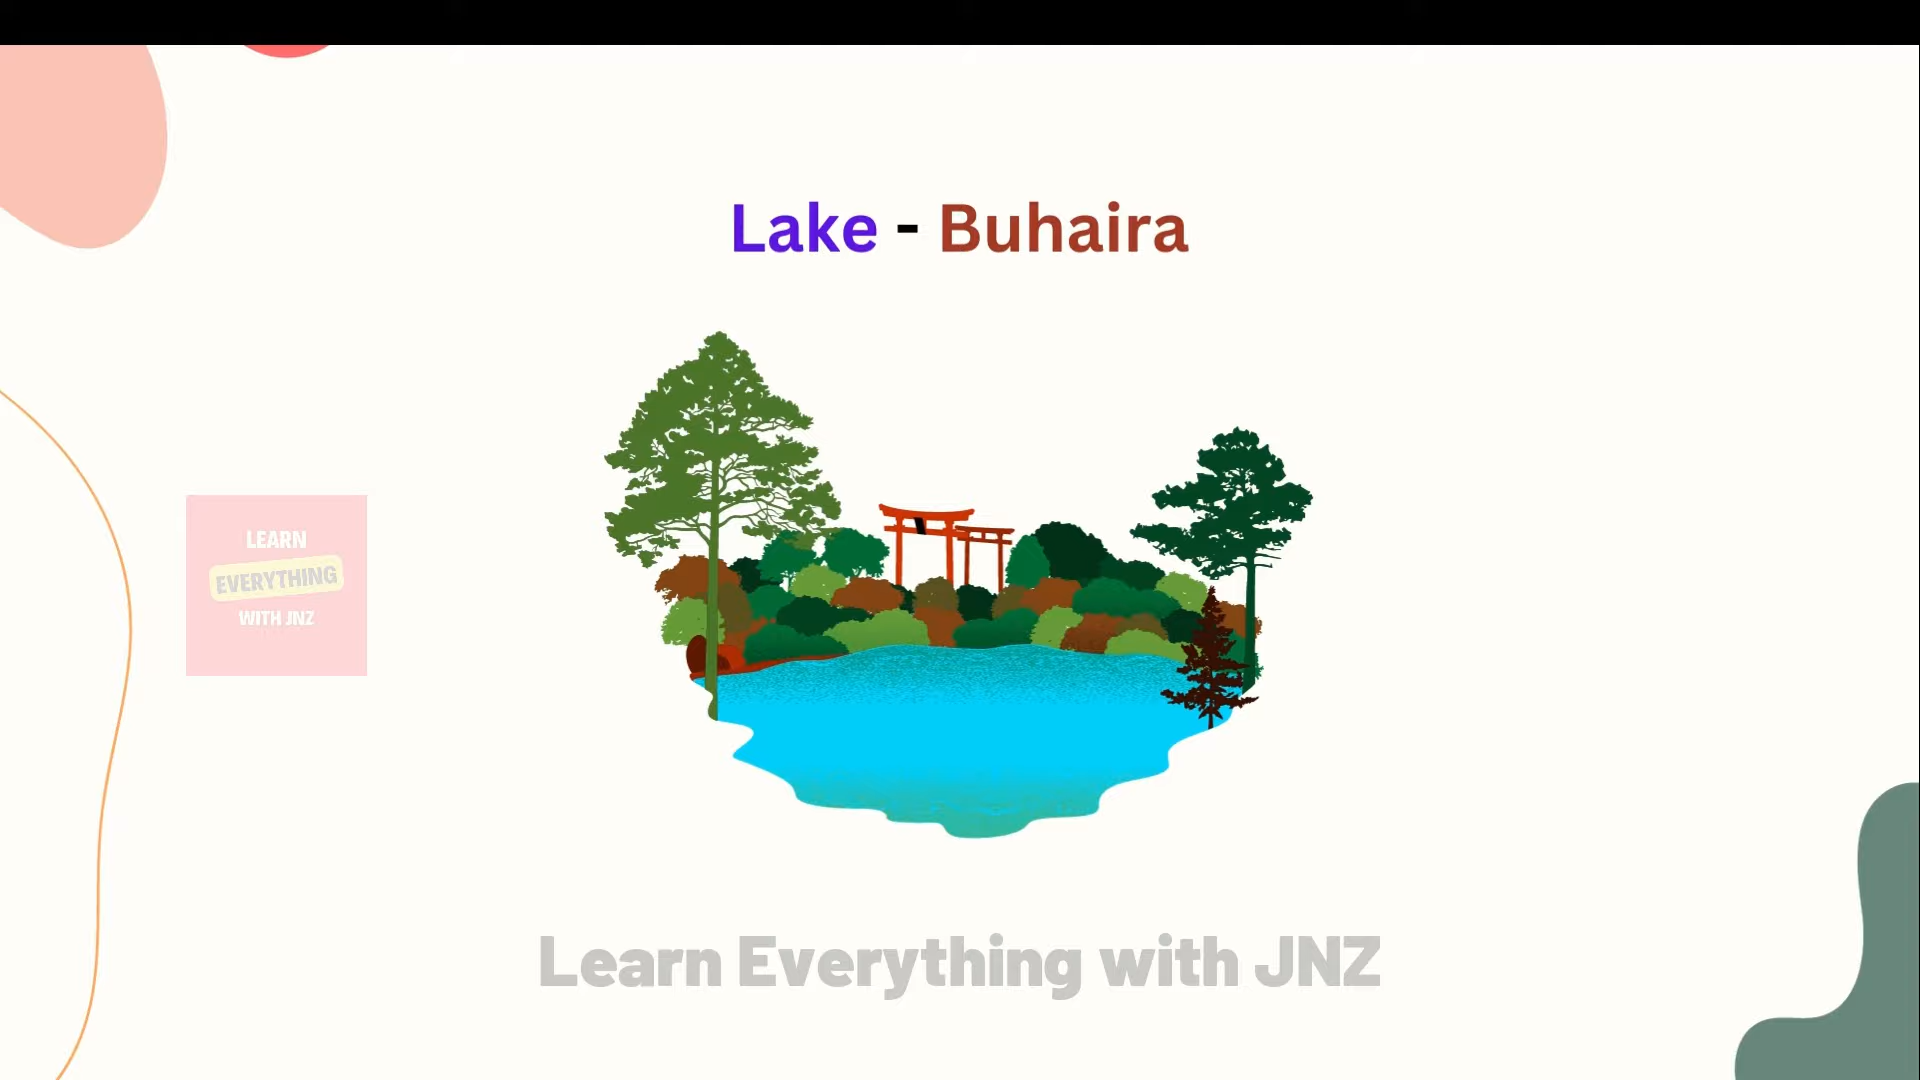 Lake - Buhaira
LEARN
EVERYTHING
WITH JNZ
Learn Everything with JNZ